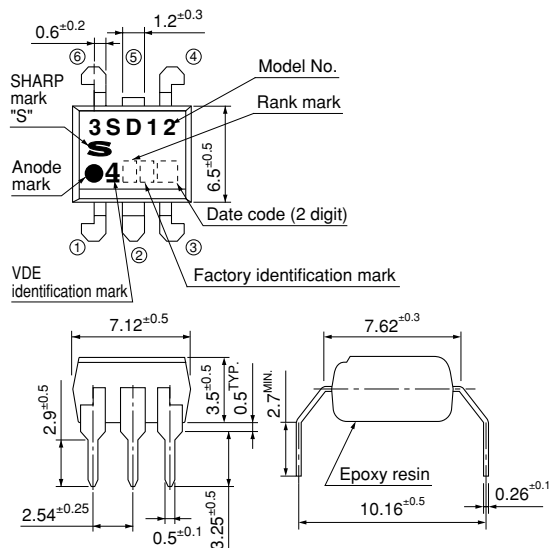 0.6±0.2
1.2±0.3
⑥
⑤
④
SHARP
mark
"S"
Model No.
Rank mark
3SD12
S
4
6.5±0.5
Anode
mark
Date code (2 digit)
①
②
③
VDE
identification mark
Factory identification mark
7.12±0.5
7.62±0.3
2.9±0.5
3.5±0.5
0.5TYP.
2.7MIN.
Epoxy resin
2.54±0.25
0.5±0.1
3.25±0.5
10.16±0.5
0.26±0.1